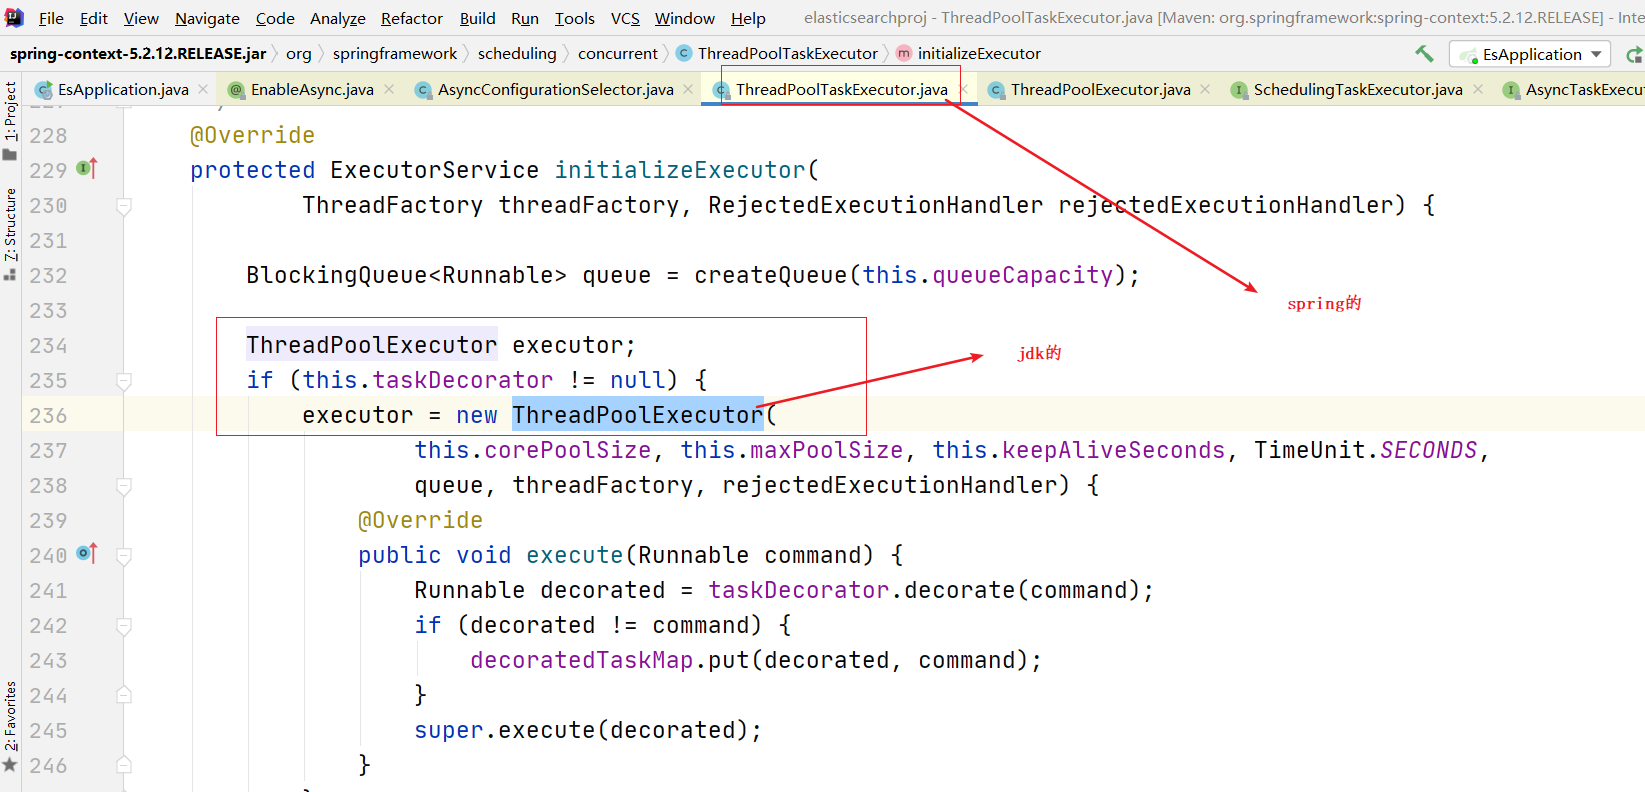 File Edit View Navigate Code Analyze Refactor Build Run Tools VCS Window Help elasticsearchproj - ThreadPoolTaskExecutor.java [Maven: org.springframework:spring-context:5.2.12.RELEASE] - Inte
spring-context-5.2.12.RELEASE.jar org springframework scheduling concurrent ThreadPoolTaskExecutor initializeExecutor EsApplication
EsApplication.java EnableAsync.java AsyncConfigurationSelector.java ThreadPoolTaskExecutor.java ThreadPoolExecutor.java SchedulingTaskExecutor.java AsyncTaskExecut
1: Project
Z: Structure
2: Favorites
228 @Override
229 protected ExecutorService initializeExecutor(
230 ThreadFactory threadFactory, RejectedExecutionHandler rejectedExecutionHandler) {
231
232 BlockingQueue<Runnable> queue = createQueue(this.queueCapacity);
233
spring的
234 ThreadPoolExecutor executor;
jdk的
235 if (this.taskDecorator != null) {
236 executor = new ThreadPoolExecutor(
237 this.corePoolSize, this.maxPoolSize, this.keepAliveSeconds, TimeUnit.SECONDS,
238 queue, threadFactory, rejectedExecutionHandler) {
239 @Override
240 public void execute(Runnable command) {
241 Runnable decorated = taskDecorator.decorate(command);
242 if (decorated != command) {
243 decoratedTaskMap.put(decorated, command);
244 }
245 super.execute(decorated);
246 }